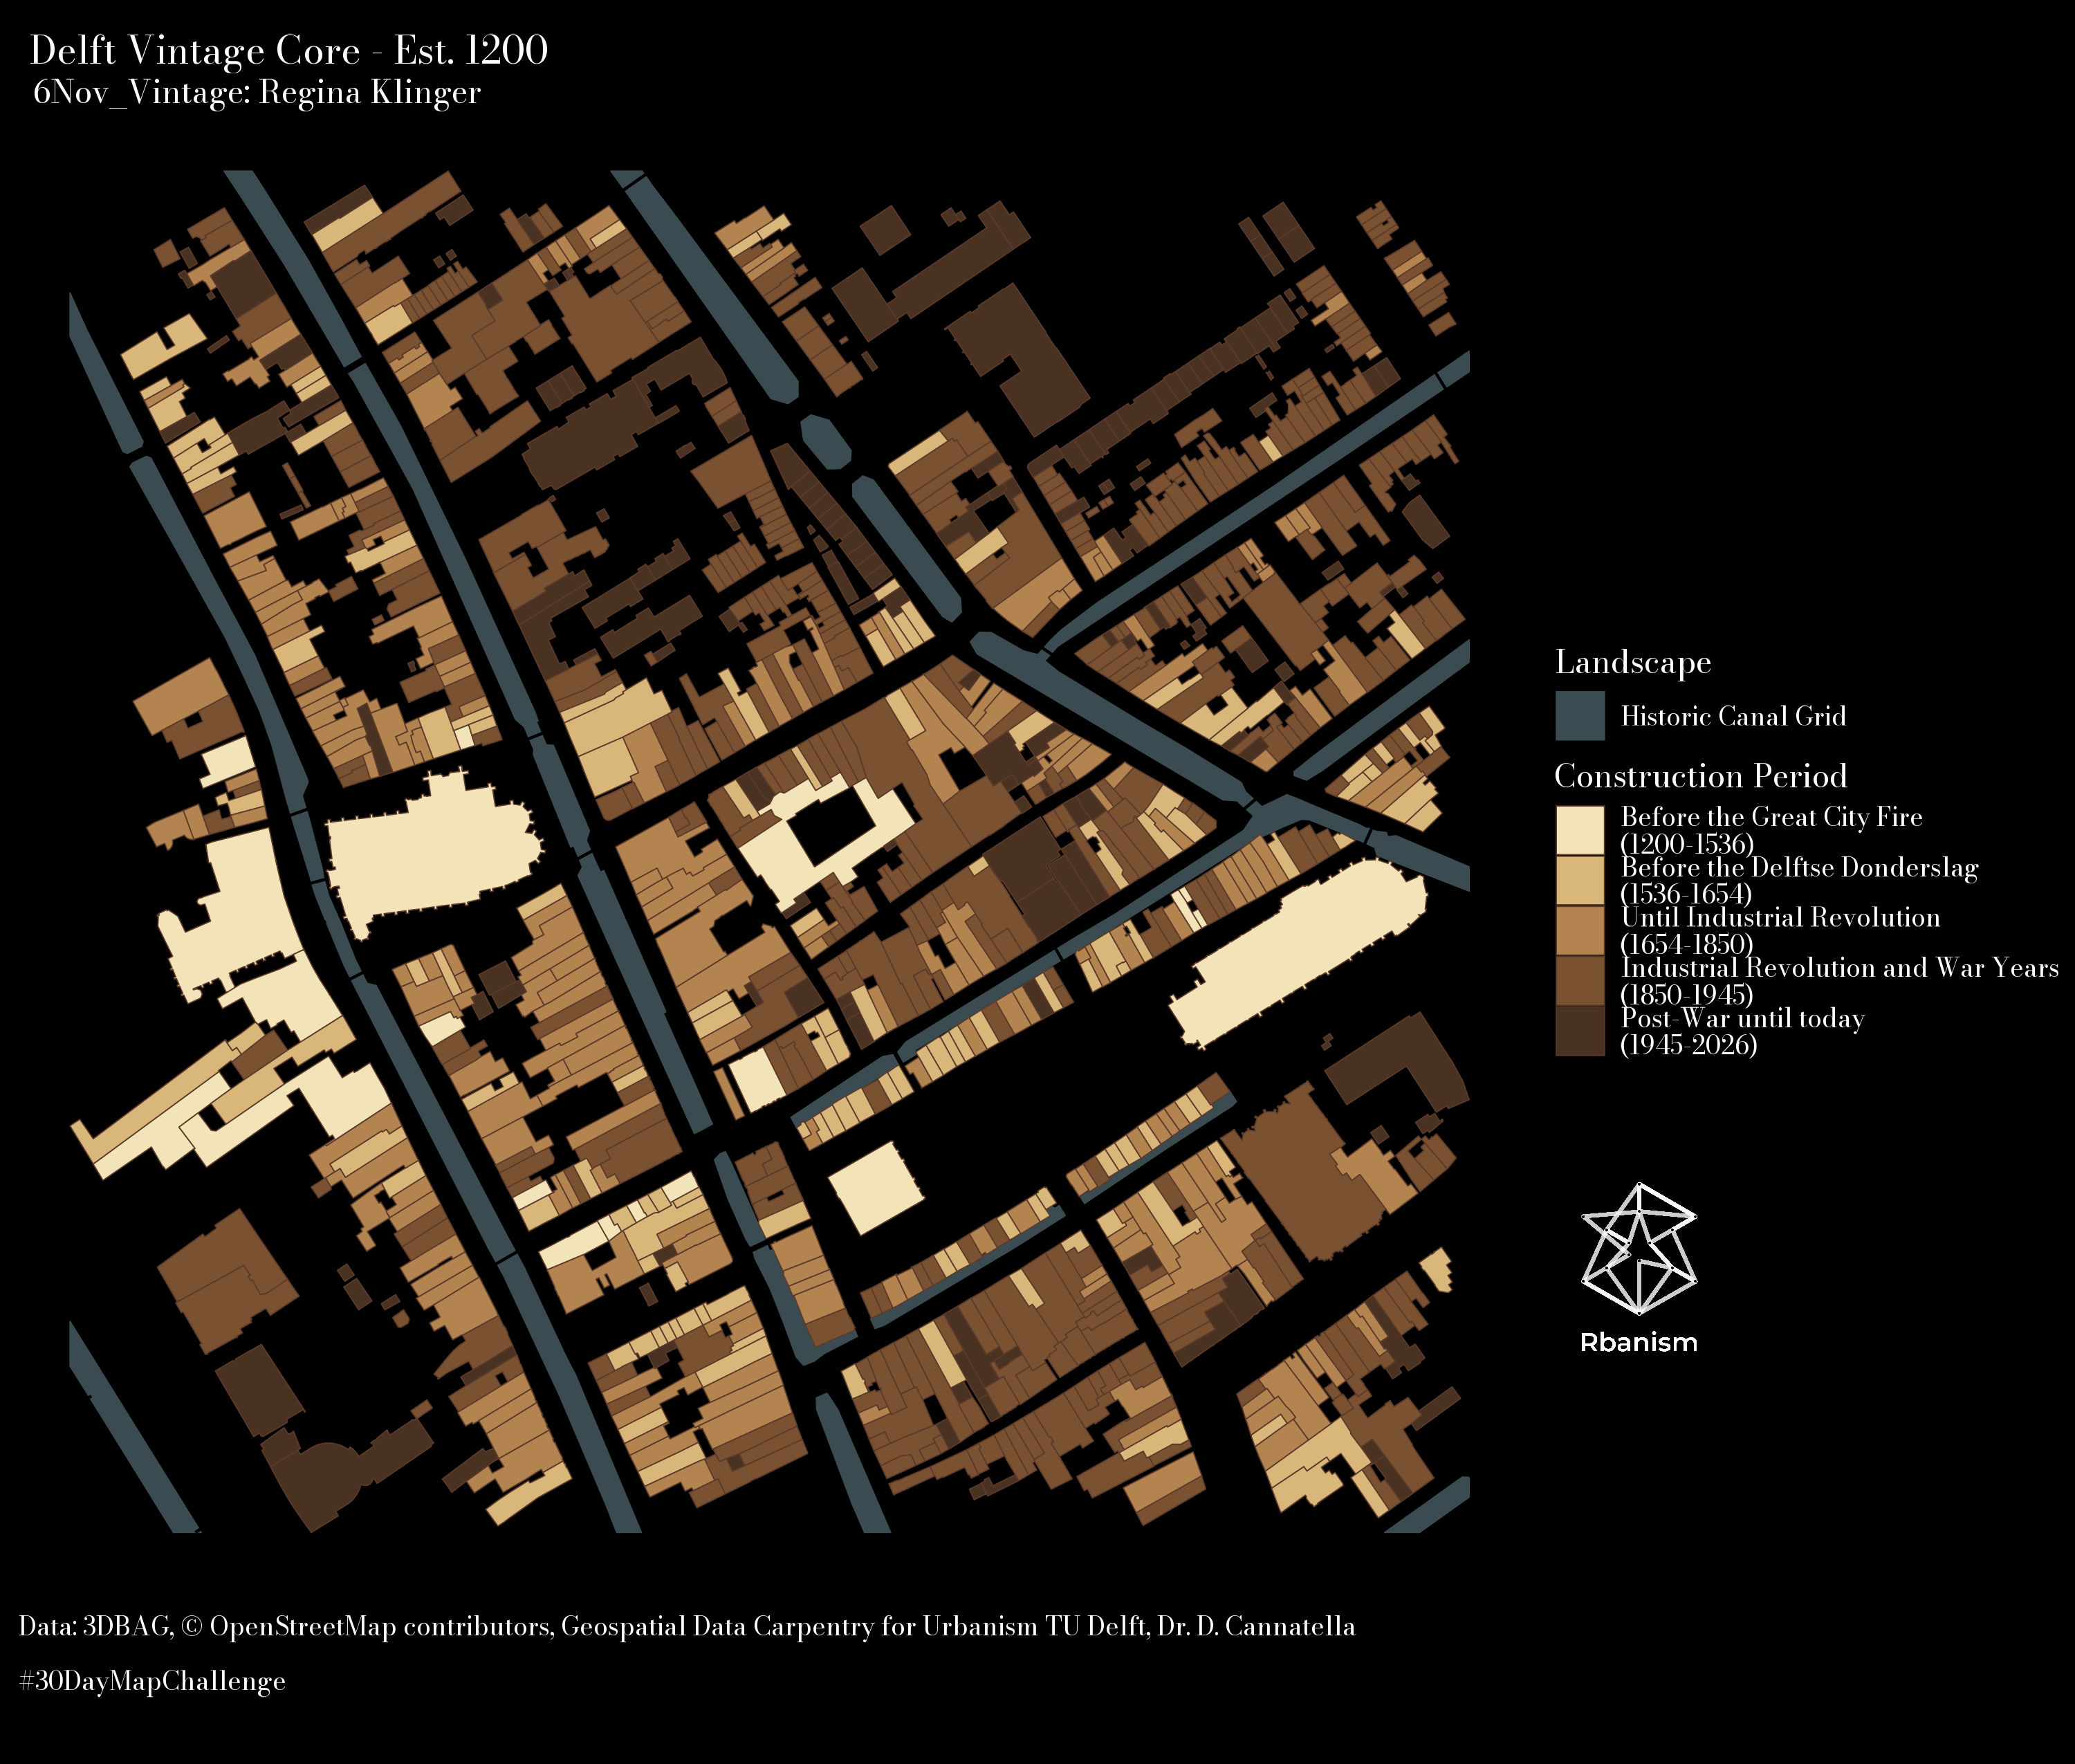 Delft Vintage Core - Est. 1200
6Nov_Vintage: Regina Klinger
Landscape
Historic Canal Grid
Construction Period
Before the Great City Fire
(1200-1536)
Before the Delftse Donderslag
(1536-1654)
Until Industrial Revolution
(1654-1850)
Industrial Revolution and War Years
(1850-1945)
Post-War until today
(1945-2026)
Rbanism
Data: 3DBAG, © OpenStreetMap contributors, Geospatial Data Carpentry for Urbanism TU Delft, Dr. D. Cannatella
#30DayMapChallenge